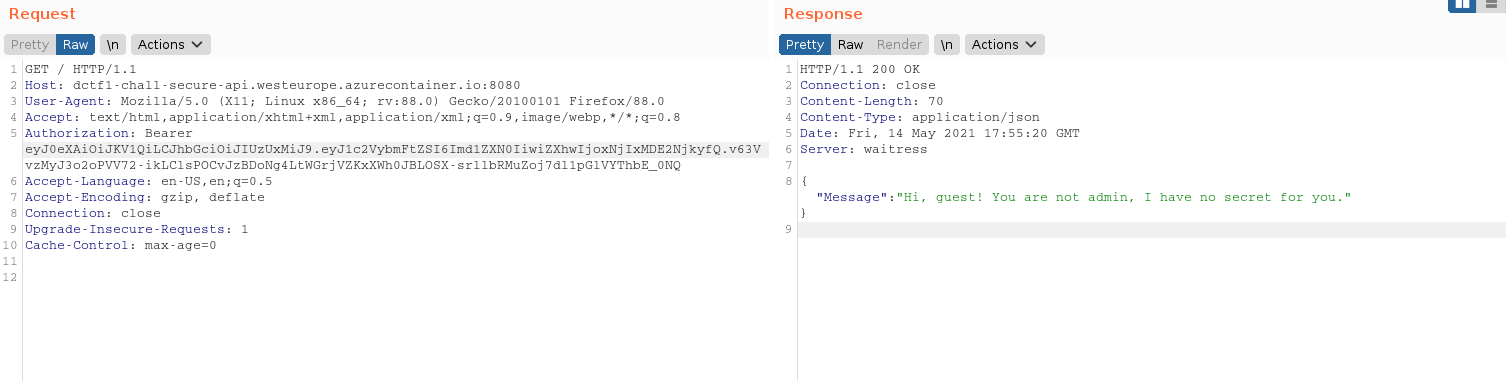 Request
Pretty Raw \n Actions
1 GET / HTTP/1.1
2 Host: dctf1-chall-secure-api.westeurope.azurecontainer.io:8080
3 User-Agent: Mozilla/5.0 (X11; Linux x86_64; rv:88.0) Gecko/20100101 Firefox/88.0
4 Accept: text/html,application/xhtml+xml,application/xml;q=0.9,image/webp,*/*;q=0.8
5 Authorization: Bearer
eyJ0eXAiOiJKV1QiLCJhbGciOiJIUzUxMiJ9.eyJ1c2VybmFtZSI6Imd1ZXN0IiwiZXhwIjoxNjIxMDE2NjkyfQ.v63V
vzMyJ3o2oPVV72-ikLClsPOCvJzBDoNg4LtWGrjVZKxXWh0JBLOSX-srllbRMuZoj7dl1pGlVYThbE_0NQ
6 Accept-Language: en-US,en;q=0.5
7 Accept-Encoding: gzip, deflate
8 Connection: close
9 Upgrade-Insecure-Requests: 1
10 Cache-Control: max-age=0
11
12
Response
Pretty Raw Render \n Actions
1 HTTP/1.1 200 OK
2 Connection: close
3 Content-Length: 70
4 Content-Type: application/json
5 Date: Fri, 14 May 2021 17:55:20 GMT
6 Server: waitress
7
8 {
"Message":"Hi, guest! You are not admin, I have no secret for you."
}
9